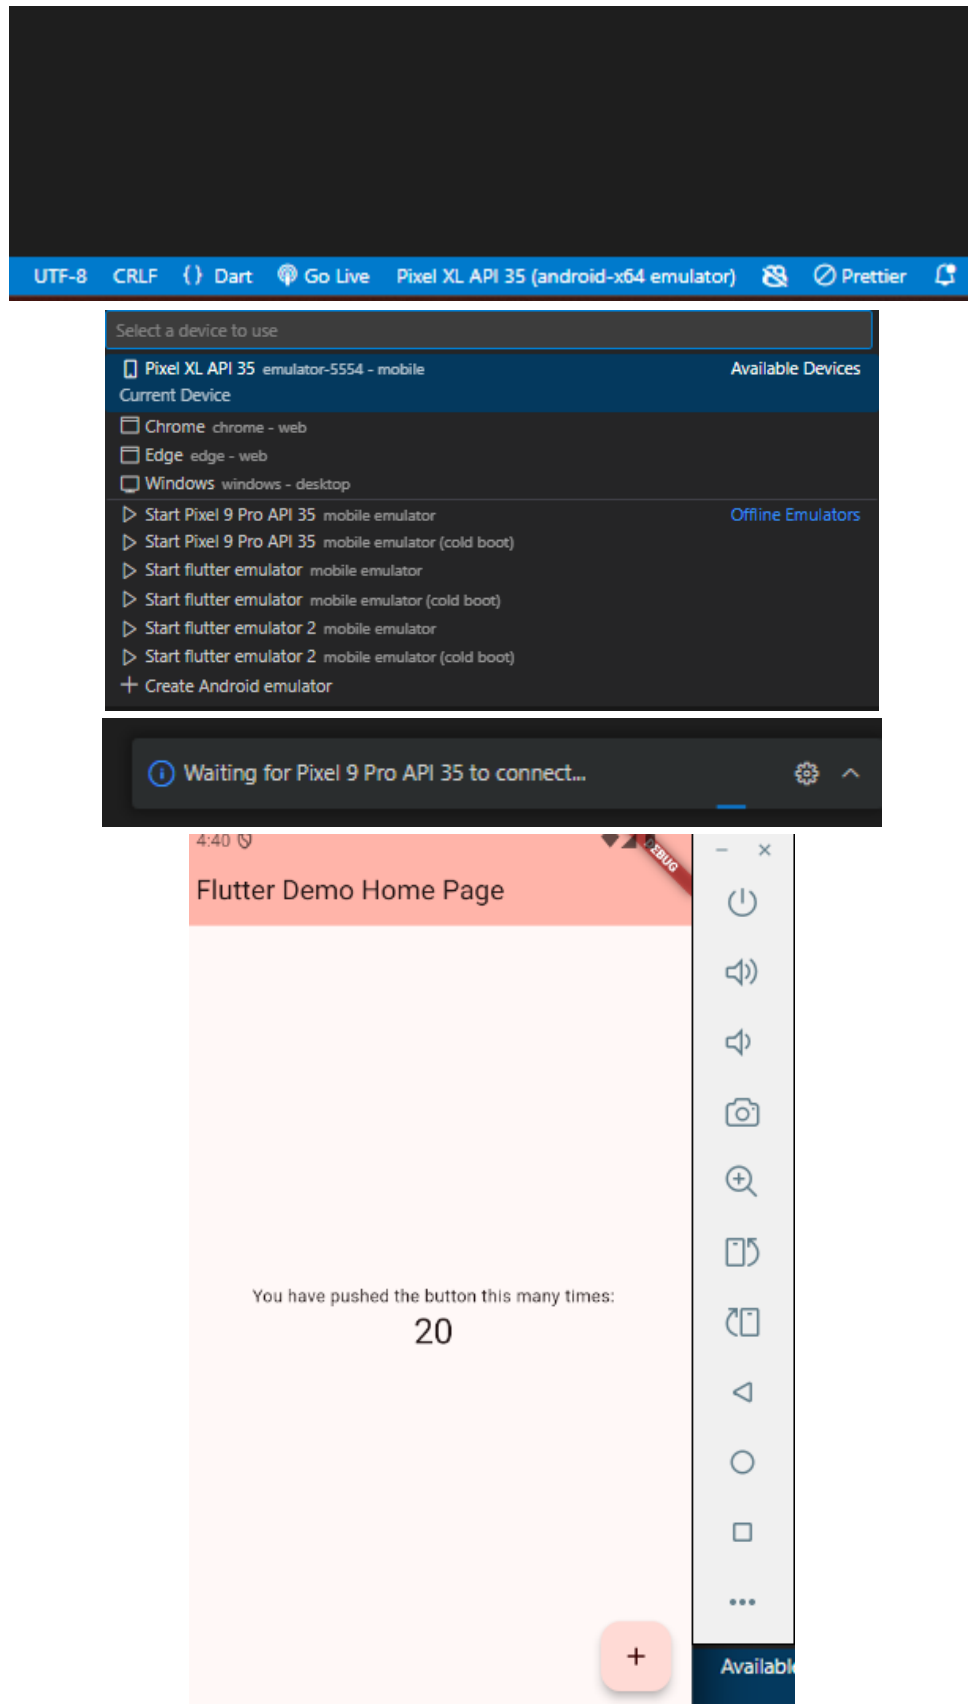 UTF-8 CRLF {} Dart Go Live Pixel XL API 35 (android-x64 emulator) Prettier
Select a device to use
Pixel XL API 35 emulator-5554 - mobile Available Devices
Current Device
Chrome chrome - web
Edge edge - web
Windows windows - desktop
Start Pixel 9 Pro API 35 mobile emulator Offline Emulators
Start Pixel 9 Pro API 35 mobile emulator (cold boot)
Start flutter emulator mobile emulator
Start flutter emulator mobile emulator (cold boot)
Start flutter emulator 2 mobile emulator
Start flutter emulator 2 mobile emulator (cold boot)
Create Android emulator
Waiting for Pixel 9 Pro API 35 to connect...
4:40
DEBUG
Flutter Demo Home Page
You have pushed the button this many times:
20
+
Availabl